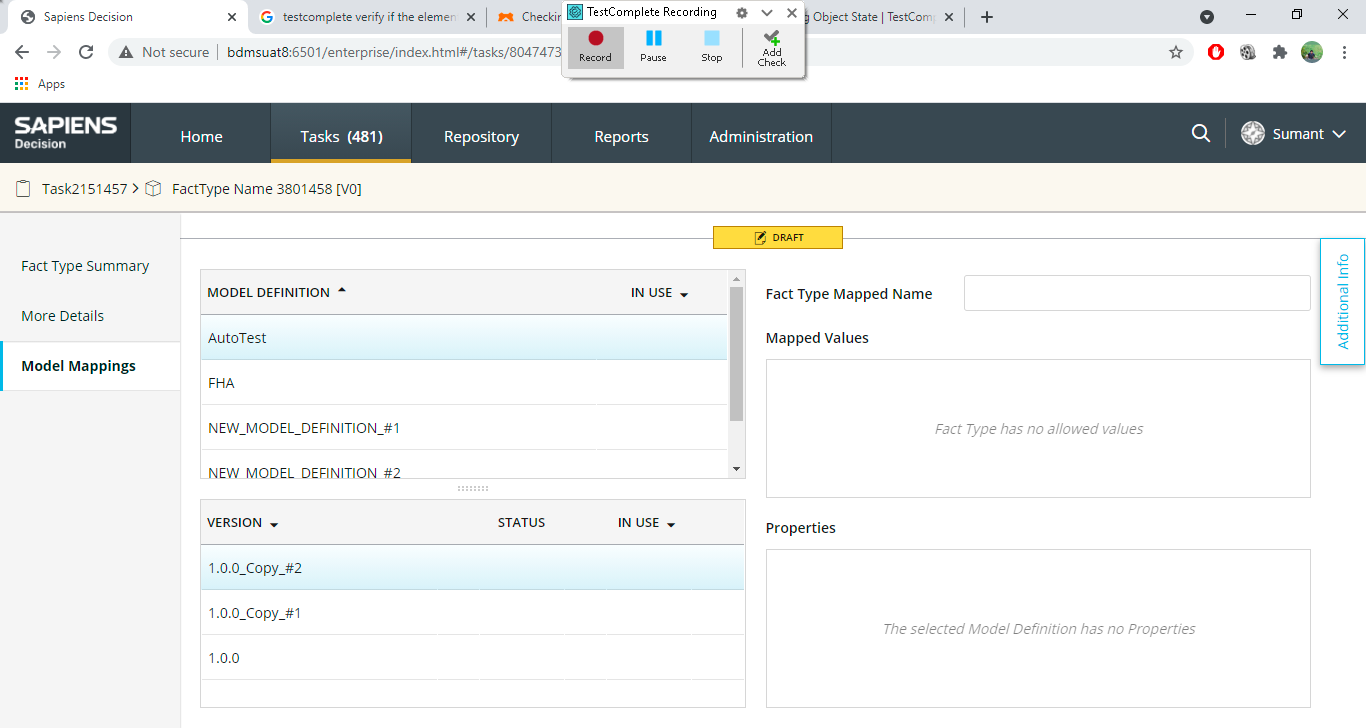 Sapiens Decision
testcomplete verify if the elemen
Checkin
TestComplete Recording
g Object State | TestComp
Record
Pause
Stop
Add
Check
Not secure
bdmsuat8:6501/enterprise/index.html#/tasks/8047473
Apps
SAPIENS
Decision
Home
Tasks (481)
Repository
Reports
Administration
Sumant
Task2151457
FactType Name 3801458 [V0]
DRAFT
Fact Type Summary
More Details
Model Mappings
MODEL DEFINITION
IN USE
AutoTest
FHA
NEW_MODEL_DEFINITION_#1
NEW_MODEL_DEFINITION_#2
VERSION
STATUS
IN USE
1.0.0_Copy_#2
1.0.0_Copy_#1
1.0.0
Fact Type Mapped Name
Mapped Values
Fact Type has no allowed values
Properties
The selected Model Definition has no Properties
Additional Info